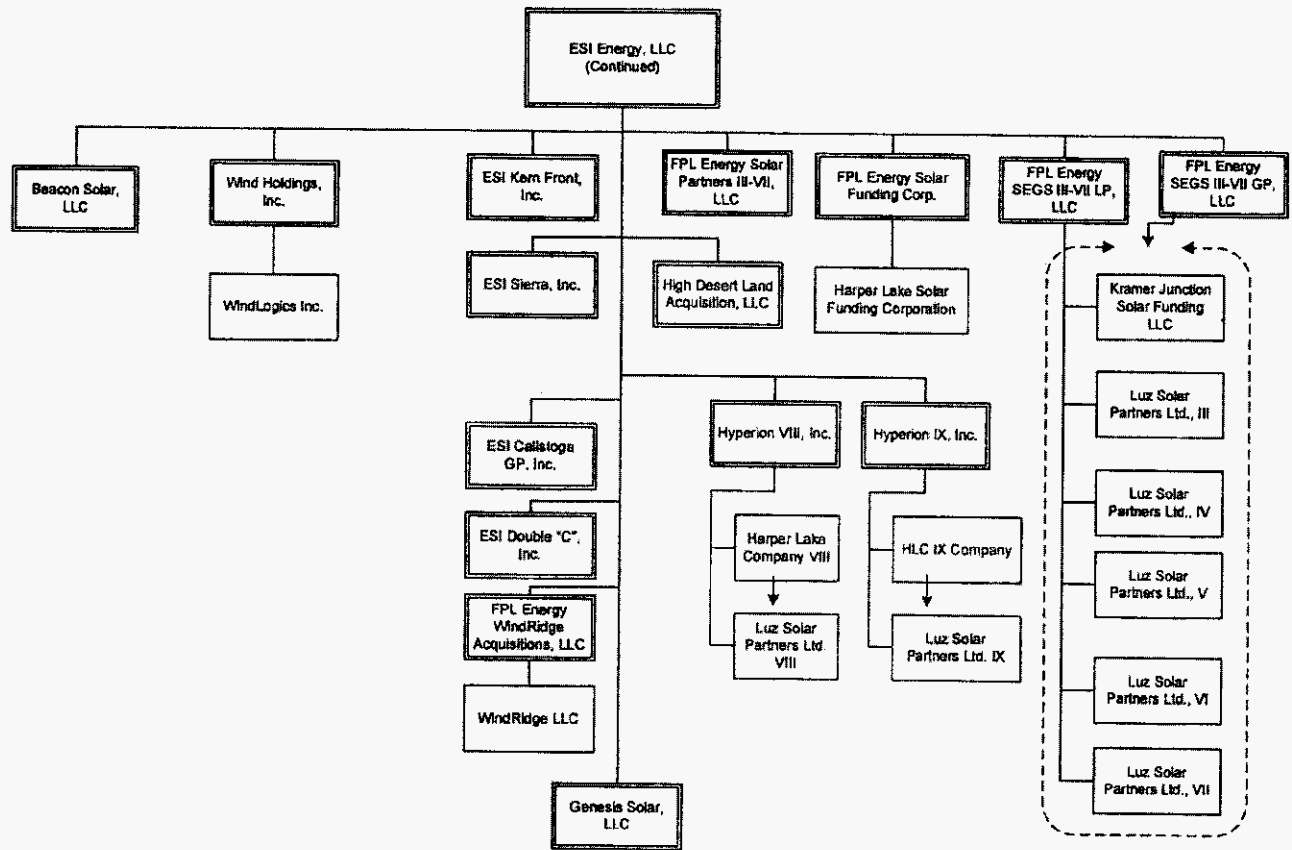 ESI Energy, LLC
(Continued)
Beacon Solar,
LLC
Wind Holdings,
Inc.
ESI Kern Front,
Inc.
FPL Energy Solar
Partners III-VII,
LLC
FPL Energy Solar
Funding Corp.
FPL Energy
SEGS III-VII LP,
LLC
FPL Energy
SEGS III-VII GP,
LLC
WindLogics Inc.
ESI Sierra, Inc.
High Desert Land
Acquisition, LLC
Harper Lake Solar
Funding Corporation
Kramer Junction
Solar Funding
LLC
Luz Solar
Partners Ltd., III
ESI Calistoga
GP, Inc.
Hyperion VIII, Inc.
Hyperion IX, Inc.
Luz Solar
Partners Ltd., IV
ESI Double "C",
Inc.
Harper Lake
Company VIII
HLC IX Company
Luz Solar
Partners Ltd., V
FPL Energy
WindRidge
Acquisitions, LLC
Luz Solar
Partners Ltd.
VIII
Luz Solar
Partners Ltd. IX
Luz Solar
Partners Ltd., VI
WindRidge LLC
Luz Solar
Partners Ltd., VII
Genesis Solar,
LLC